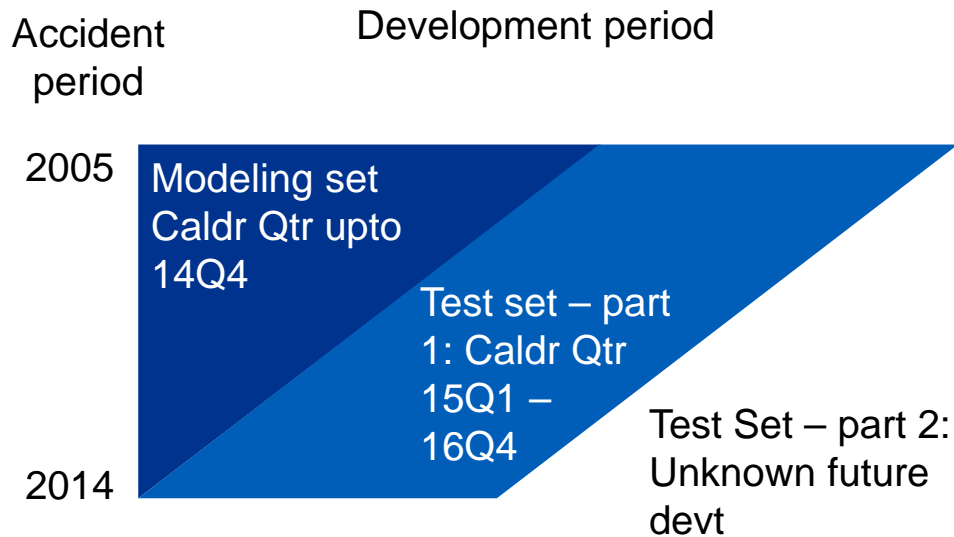 Accident
period
Development period
2005
Modeling set
Caldr Qtr upto
14Q4
Test set – part
1: Caldr Qtr
15Q1 –
16Q4
Test Set – part 2:
Unknown future
devt
2014